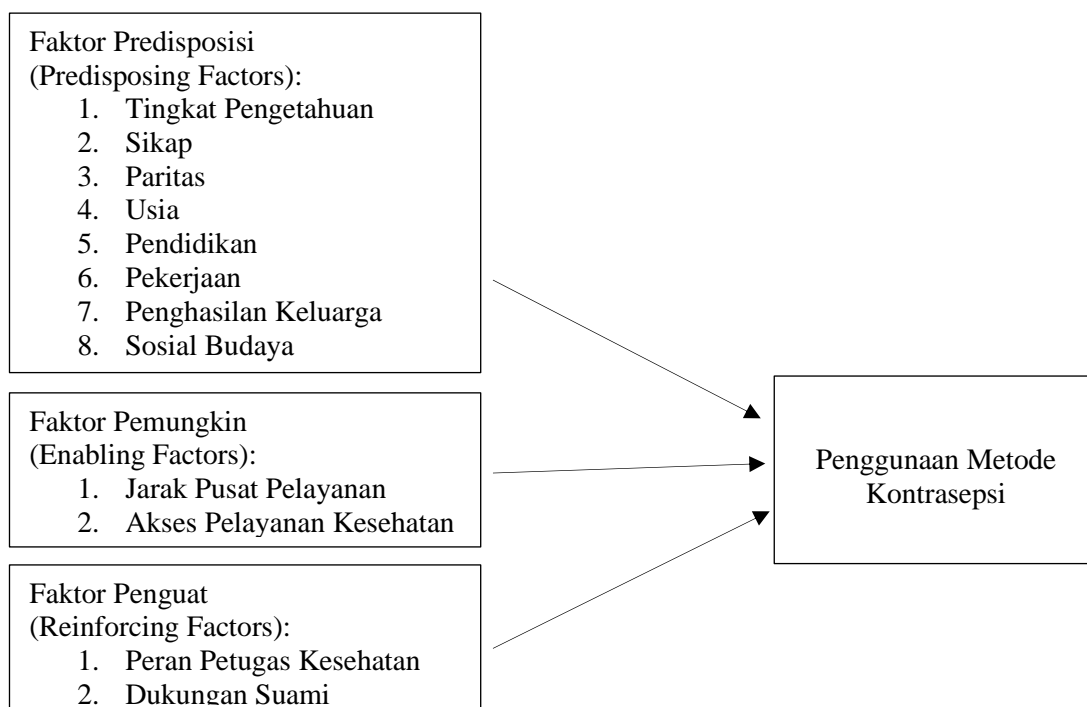 Faktor Predisposisi
(Predisposing Factors):
1. Tingkat Pengetahuan
2. Sikap
3. Paritas
4. Usia
5. Pendidikan
6. Pekerjaan
7. Penghasilan Keluarga
8. Sosial Budaya
Faktor Pemungkin
(Enabling Factors):
1. Jarak Pusat Pelayanan
2. Akses Pelayanan Kesehatan
Faktor Penguat
(Reinforcing Factors):
1. Peran Petugas Kesehatan
2. Dukungan Suami
Penggunaan Metode
Kontrasepsi